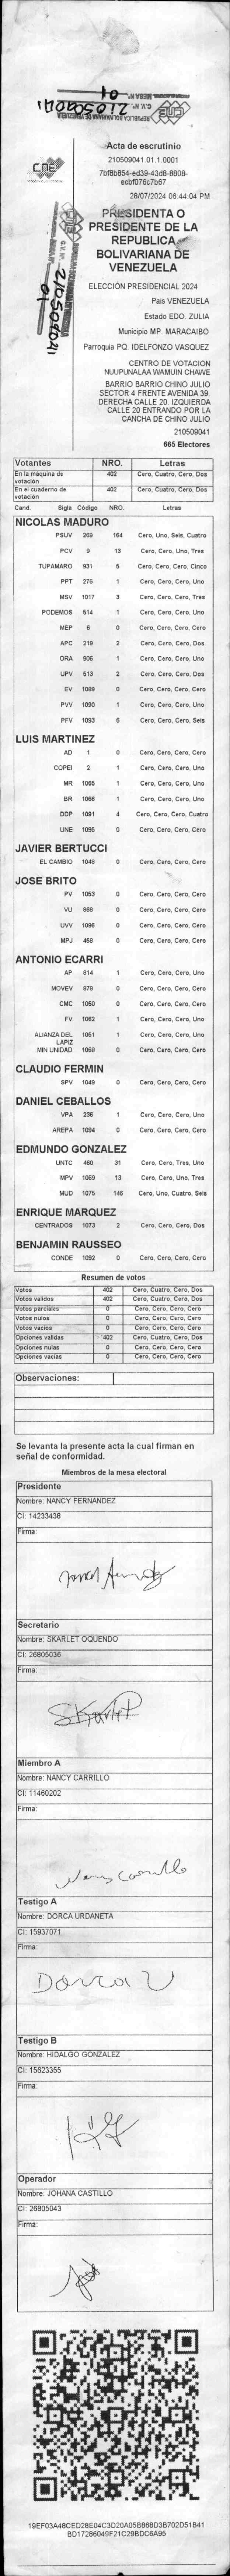 MESA Nº. 01
C.V. Nº. 210509041
REPUBLICA BOLIVARIANA DE VENEZUELA
CNE
Acta de escrutinio
210509041.01.1.0001
7bf8b854-ed39-43d8-8808-
ecbf076c7b67
28/07/2024 06:44:04 PM
PRESIDENTA O
PRESIDENTE DE LA
REPUBLICA
BOLIVARIANA DE
VENEZUELA
ELECCIÓN PRESIDENCIAL 2024
País VENEZUELA
Estado EDO. ZULIA
Municipio MP. MARACAIBO
Parroquia PQ. IDELFONZO VASQUEZ
CENTRO DE VOTACIÓN
NUUPUNALAA WAMUIN CHAWE
BARRIO BARRIO CHINO JULIO
SECTOR 4 FRENTE AVENIDA 39.
DERECHA CALLE 20. IZQUIERDA
CALLE 20 ENTRANDO POR LA
CANCHA DE CHINO JULIO
210509041
665 Electores
Votantes NRO. Letras
En la máquina de votación 402 Cero, Cuatro, Cero, Dos
En el cuaderno de votación 402 Cero, Cuatro, Cero, Dos
Cand. Sigla Código NRO. Letras
NICOLAS MADURO
PSUV 269 164 Cero, Uno, Seis, Cuatro
PCV 9 13 Cero, Cero, Uno, Tres
TUPAMARO 931 5 Cero, Cero, Cero, Cinco
PPT 276 1 Cero, Cero, Cero, Uno
MSV 1017 3 Cero, Cero, Cero, Tres
PODEMOS 514 1 Cero, Cero, Cero, Uno
MEP 6 0 Cero, Cero, Cero, Cero
APC 219 2 Cero, Cero, Cero, Dos
ORA 906 1 Cero, Cero, Cero, Uno
UPV 513 2 Cero, Cero, Cero, Dos
EV 1089 0 Cero, Cero, Cero, Cero
PVV 1090 1 Cero, Cero, Cero, Uno
PFV 1093 6 Cero, Cero, Cero, Seis
LUIS MARTINEZ
AD 1 0 Cero, Cero, Cero, Cero
COPEI 2 1 Cero, Cero, Cero, Uno
MR 1065 1 Cero, Cero, Cero, Uno
BR 1066 1 Cero, Cero, Cero, Uno
DDP 1091 4 Cero, Cero, Cero, Cuatro
UNE 1095 0 Cero, Cero, Cero, Cero
JAVIER BERTUCCI
EL CAMBIO 1048 0 Cero, Cero, Cero, Cero
JOSE BRITO
PV 1053 0 Cero, Cero, Cero, Cero
VU 869 0 Cero, Cero, Cero, Cero
UVV 1096 0 Cero, Cero, Cero, Cero
MPJ 458 0 Cero, Cero, Cero, Cero
ANTONIO ECARRI
AP 814 1 Cero, Cero, Cero, Uno
MOVEV 979 0 Cero, Cero, Cero, Cero
CMC 1050 0 Cero, Cero, Cero, Cero
FV 1062 1 Cero, Cero, Cero, Uno
ALIANZA DEL LAPIZ 1051 1 Cero, Cero, Cero, Uno
MIN UNIDAD 1068 0 Cero, Cero, Cero, Cero
CLAUDIO FERMIN
SPV 1049 0 Cero, Cero, Cero, Cero
DANIEL CEBALLOS
VPA 236 1 Cero, Cero, Cero, Uno
AREPA 1094 0 Cero, Cero, Cero, Cero
EDMUNDO GONZALEZ
UNTC 460 31 Cero, Cero, Tres, Uno
MPV 1069 13 Cero, Cero, Uno, Tres
MUD 1075 146 Cero, Uno, Cuatro, Seis
ENRIQUE MARQUEZ
CENTRADOS 1073 2 Cero, Cero, Cero, Dos
BENJAMIN RAUSSEO
CONDE 1092 0 Cero, Cero, Cero, Cero
Resumen de votos
Votos 402 Cero, Cuatro, Cero, Dos
Votos válidos 402 Cero, Cuatro, Cero, Dos
Votos parciales 0 Cero, Cero, Cero, Cero
Votos nulos 0 Cero, Cero, Cero, Cero
Votos vacíos 0 Cero, Cero, Cero, Cero
Opciones válidas 402 Cero, Cuatro, Cero, Dos
Opciones nulas 0 Cero, Cero, Cero, Cero
Opciones vacías 0 Cero, Cero, Cero, Cero
Observaciones:
Se levanta la presente acta la cual firman en
señal de conformidad.
Miembros de la mesa electoral
Presidente
Nombre: NANCY FERNANDEZ
CI: 14233438
Firma:
Secretario
Nombre: SKARLET OQUENDO
CI: 26805036
Firma:
Skarlet
Miembro A
Nombre: NANCY CARRILLO
CI: 11460202
Firma:
Nancy Carrillo
Testigo A
Nombre: DORCA URDANETA
CI: 15937071
Firma:
Dorca U
Testigo B
Nombre: HIDALGO GONZALEZ
CI: 15623355
Firma:
Operador
Nombre: JOHANA CASTILLO
CI: 26805043
Firma:
19EF03A48CED28E04C3D20A05B868D3B702D51B41
BD17286049F21C29BDC6A95